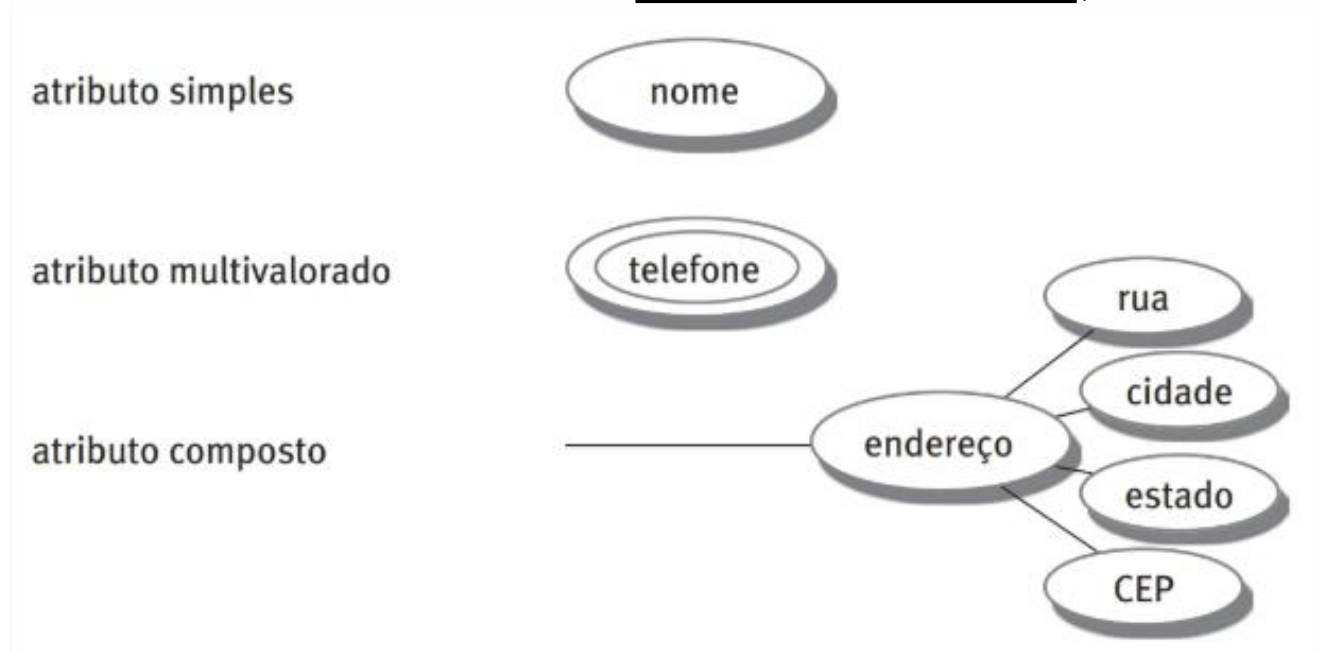 atributo simples
nome
atributo multivalorado
telefone
rua
cidade
atributo composto
endereço
estado
CEP